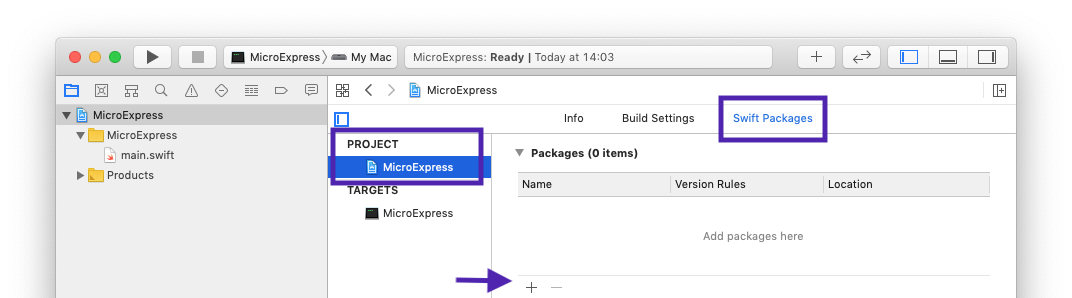 MicroExpress〉 My Mac
MicroExpress: Ready | Today at 14:03
MicroExpress
MicroExpress
main.swift
Products
MicroExpress
Info
Build Settings
Swift Packages
PROJECT
MicroExpress
TARGETS
MicroExpress
Packages (0 items)
Name
Version Rules
Location
Add packages here